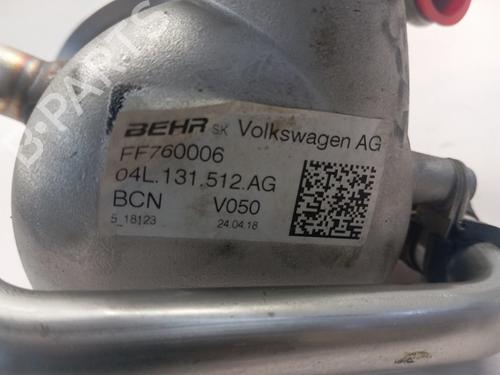 B-PARTS
BEHR SK Volkswagen AG
FF760006
04L.131.512.AG
BCN V050
5_18123 24.04.18